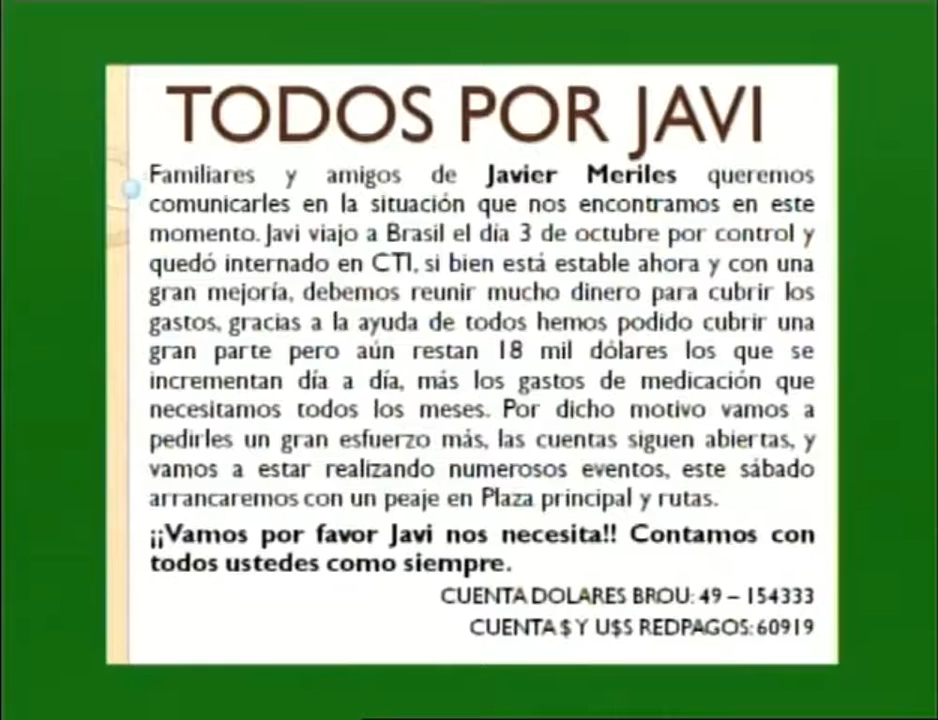 TODOS POR JAVI
Familiares y amigos de Javier Meriles queremos
comunicarles en la situación que nos encontramos en este
momento. Javi viajo a Brasil el día 3 de octubre por control y
quedó internado en CTI, si bien está estable ahora y con una
gran mejoría, debemos reunir mucho dinero para cubrir los
gastos, gracias a la ayuda de todos hemos podido cubrir una
gran parte pero aún restan 18 mil dólares los que se
incrementan día a día, más los gastos de medicación que
necesitamos todos los meses. Por dicho motivo vamos a
pedirles un gran esfuerzo más, las cuentas siguen abiertas, y
vamos a estar realizando numerosos eventos, este sábado
arrancaremos con un peaje en Plaza principal y rutas.
¡¡Vamos por favor Javi nos necesita!! Contamos con
todos ustedes como siempre.
CUENTA DOLARES BROU: 49 – 154333
CUENTA $ Y U$S REDPAGOS: 60919